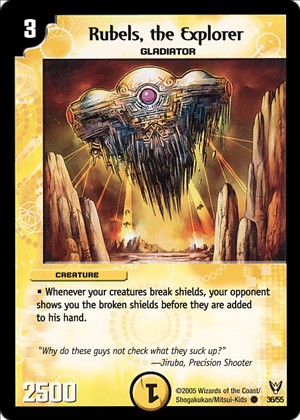 3
Rubels, the Explorer
GLADIATOR
CREATURE
▪ Whenever your creatures break shields, your opponent
shows you the broken shields before they are added
to his hand.
"Why do these guys not check what they suck up?"
—Jiruba, Precision Shooter
2500
1
©2005 Wizards of the Coast/
Shogakukan/Mitsui-Kids
36/55